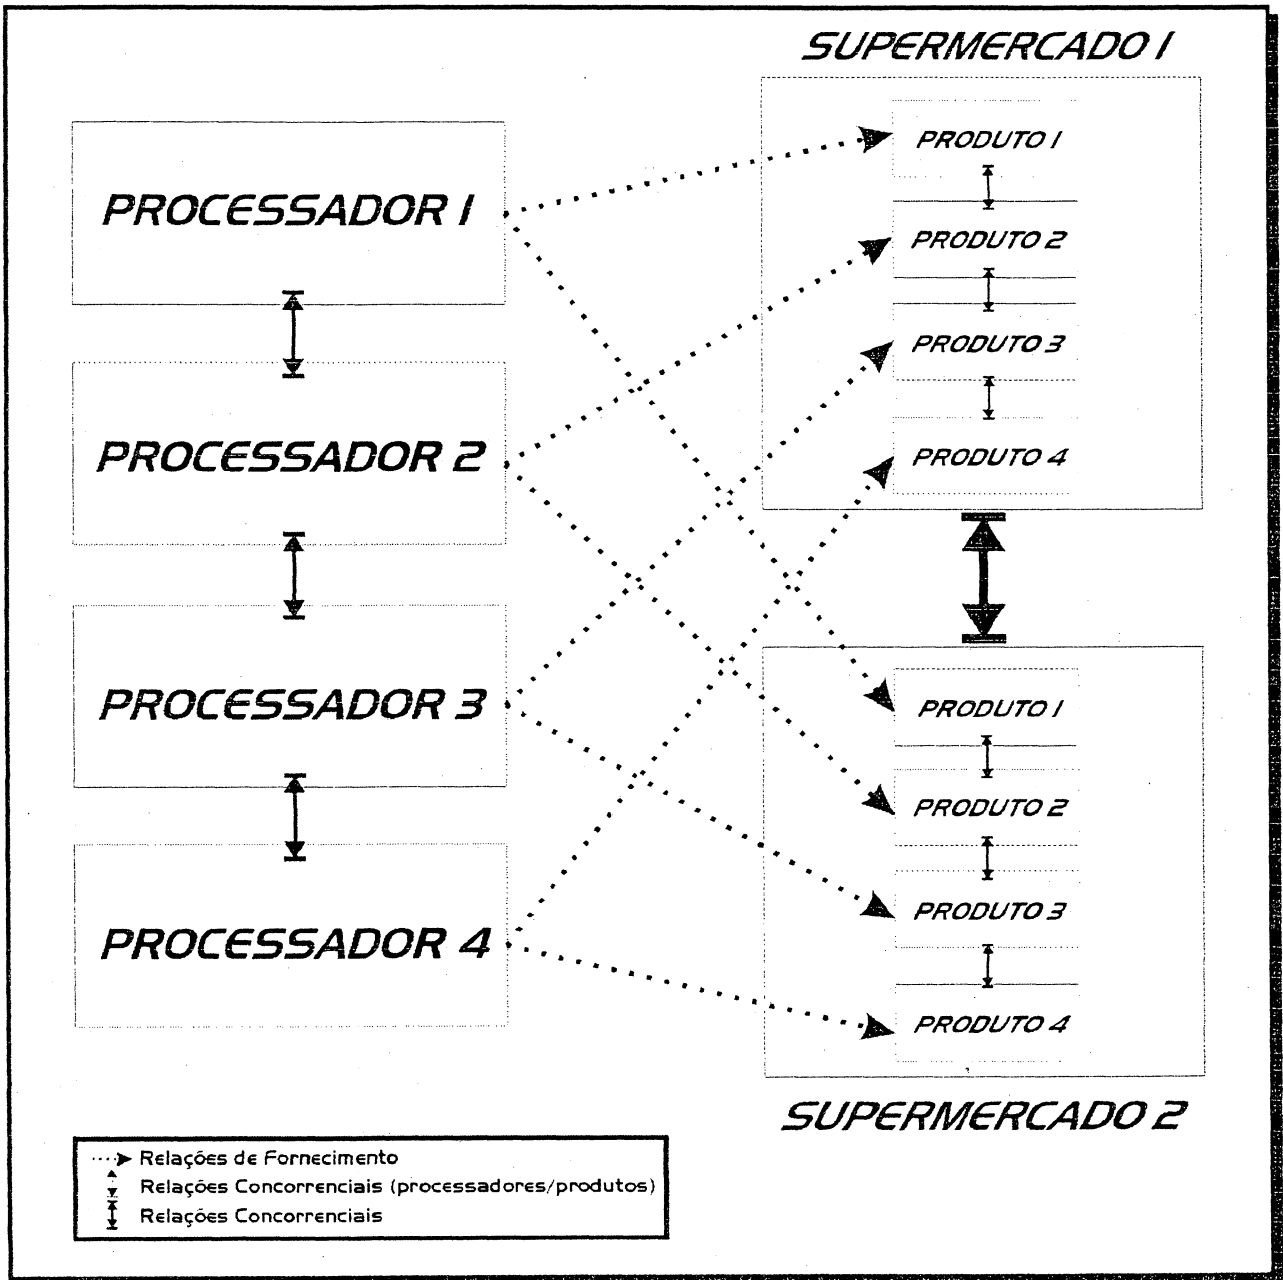 SUPERMERCADO 1
PROCESSADOR 1
PRODUTO 1
PRODUTO 2
PRODUTO 3
PRODUTO 4
PROCESSADOR 2
PROCESSADOR 3
PROCESSADOR 4
PRODUTO 1
PRODUTO 2
PRODUTO 3
PRODUTO 4
SUPERMERCADO 2
Relações de Fornecimento
Relações Concorrenciais (processadores/produtos)
Relações Concorrenciais